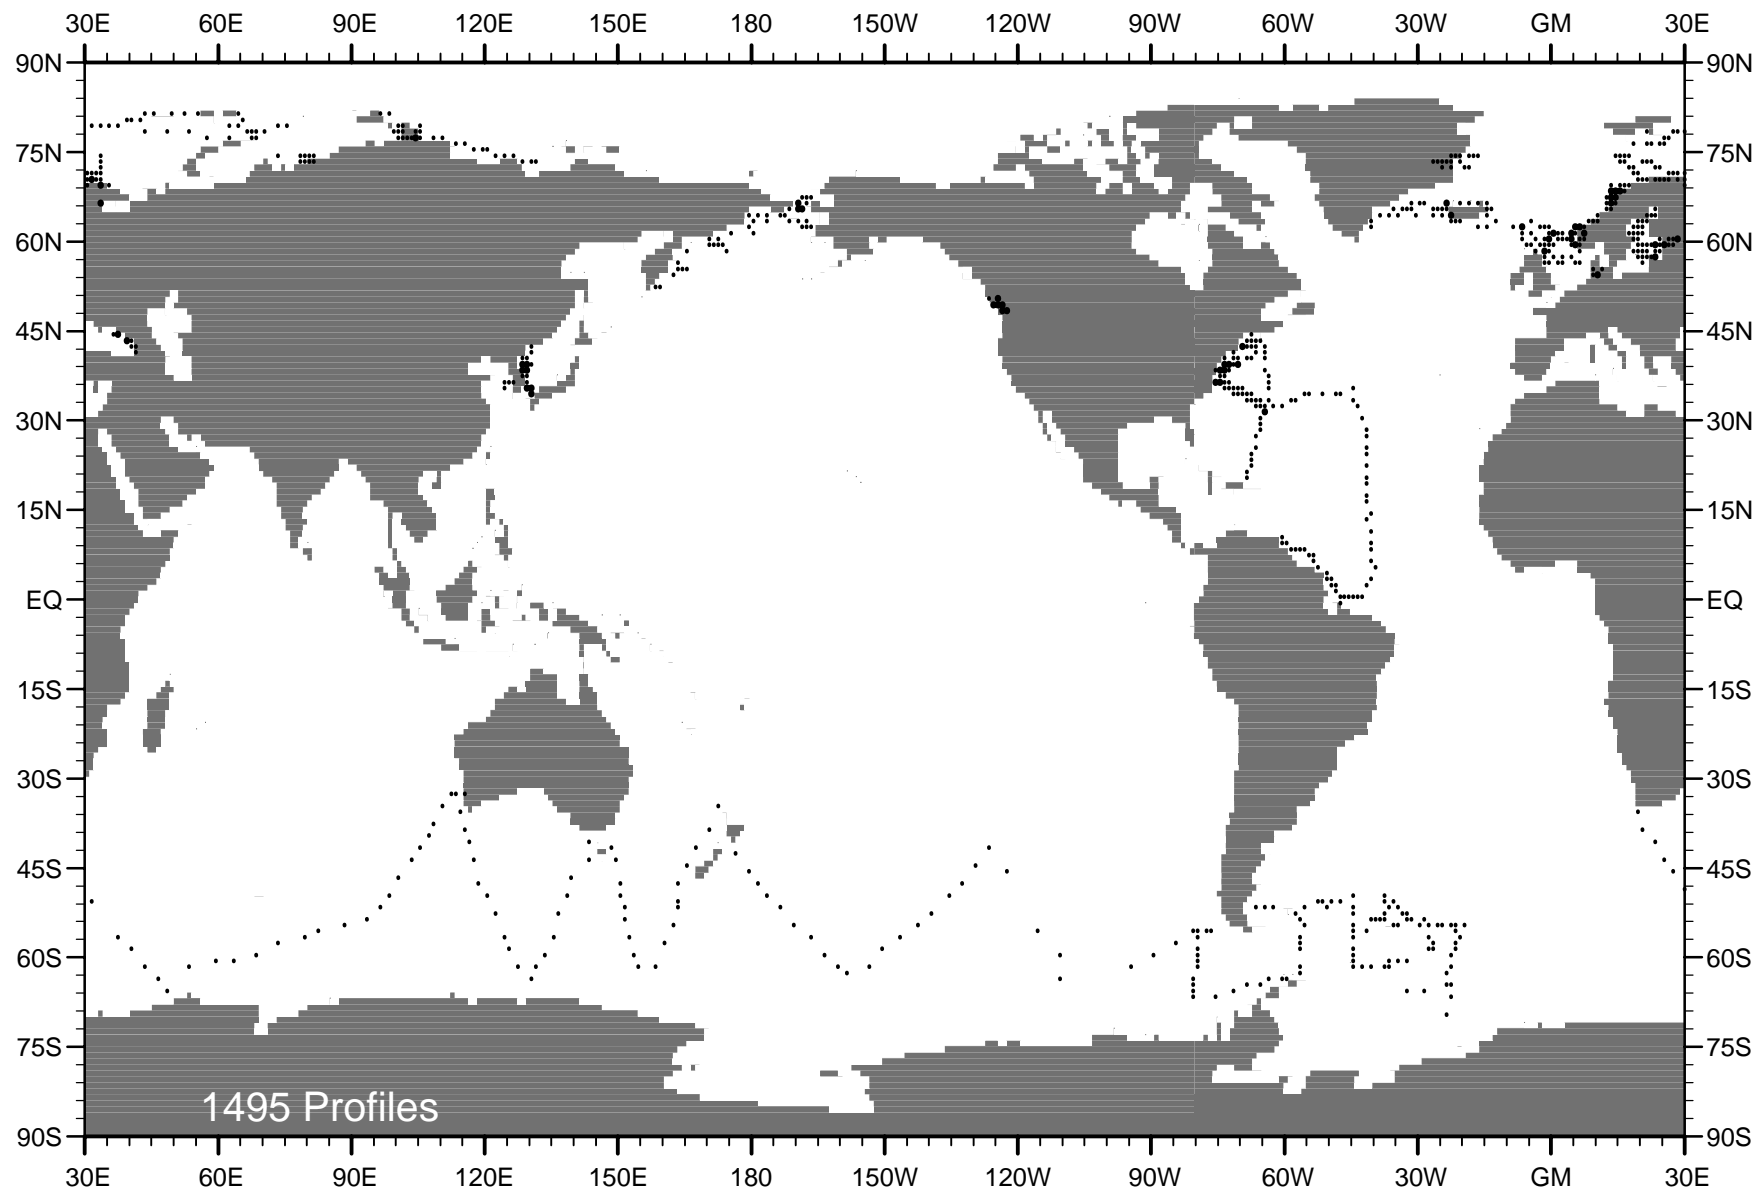 30E 60E 90E 120E 150E 180 150W 120W 90W 60W 30W GM 30E
90N 90N
75N 75N
60N 60N
45N 45N
30N 30N
15N 15N
EQ EQ
15S 15S
30S 30S
45S 45S
60S 60S
75S 75S
1495 Profiles
90S 90S
30E 60E 90E 120E 150E 180 150W 120W 90W 60W 30W GM 30E